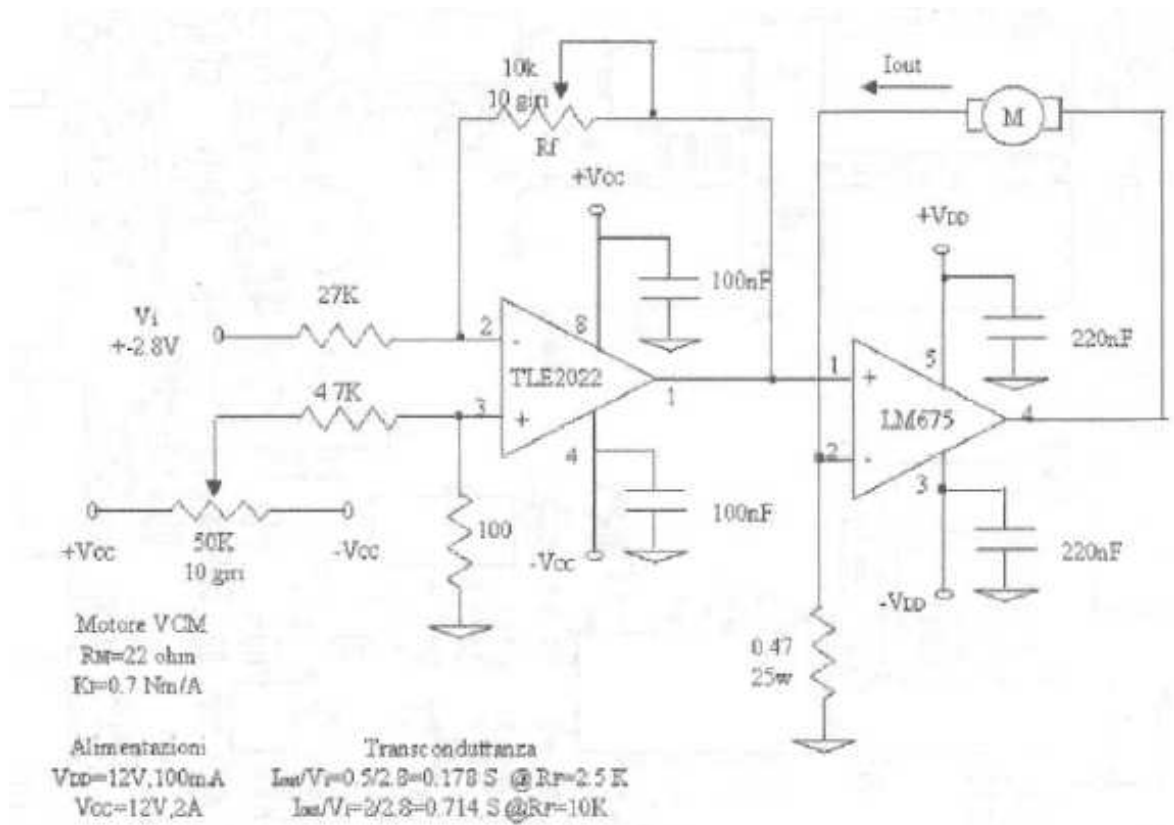 10k
10 giri
Rf
+Vcc
100nF
Iout
M
+VDD
220nF
27K
Vi
+-2.8V
2
-
8
TLE2022
1
4 7K
3
+
4
100nF
-Vcc
100
50K
10 giri
+Vcc
-Vcc
1
+
5
LM675
4
2
-
3
220nF
-VDD
0 47
25w
Motore VCM
RM=22 ohm
=0.7 Nm/A
Alimentazioni
VDD=12V,100mA
Vcc=12V,2A
Transconduttanza
Iout/Vi=0.5/2.8=0.178 S @ RF=2.5 K
Iout/Vi=2/2.8=0.714 S @ RF=10K